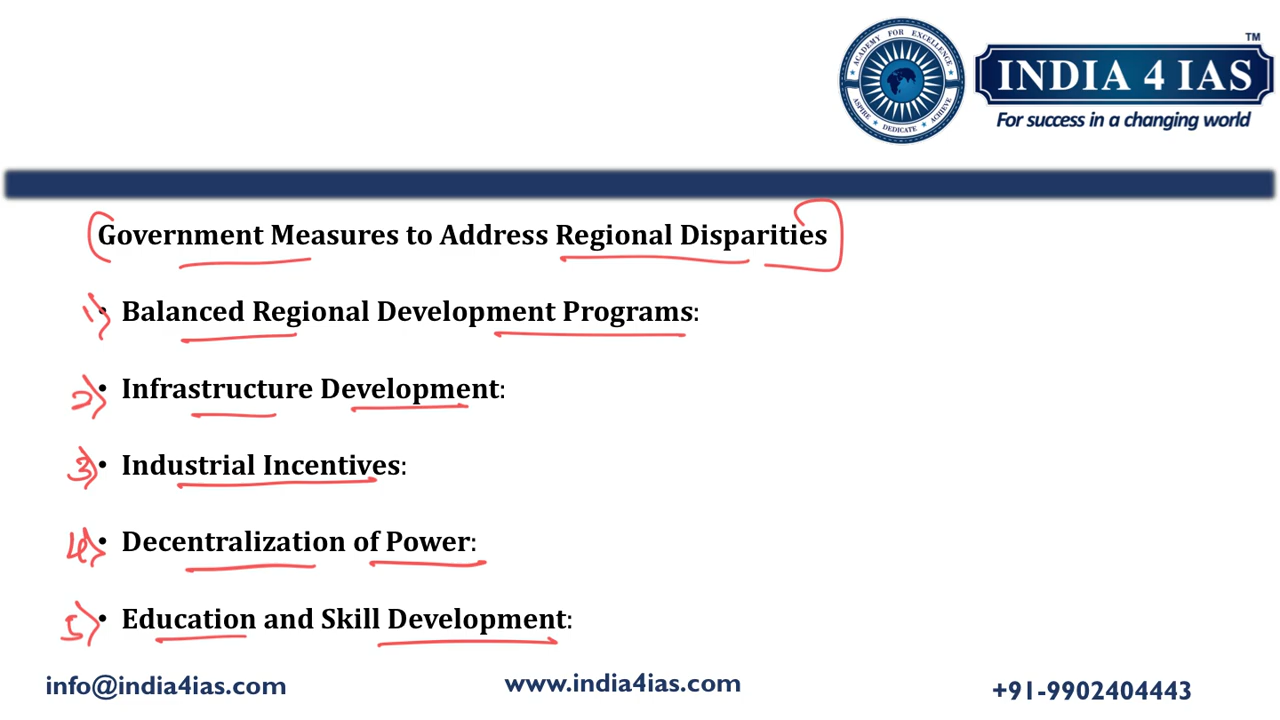 ACADEMY FOR EXCELLENCE
ASPIRE DEDICATE ACHIEVE
TM
INDIA 4 IAS
For success in a changing world
Government Measures to Address Regional Disparities
1) • Balanced Regional Development Programs:
2) • Infrastructure Development:
3) • Industrial Incentives:
4) • Decentralization of Power:
5) • Education and Skill Development:
info@india4ias.com
www.india4ias.com
+91-9902404443